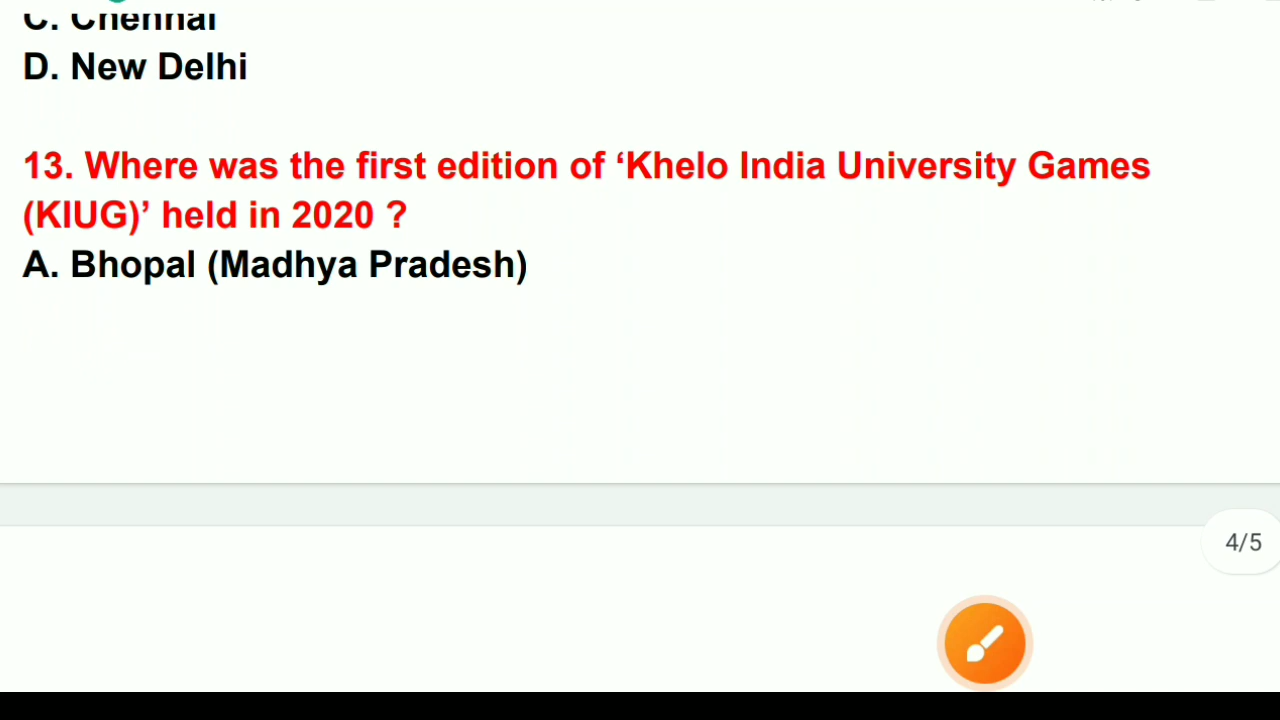 C. Chennai
D. New Delhi
13. Where was the first edition of ‘Khelo India University Games
(KIUG)’ held in 2020 ?
A. Bhopal (Madhya Pradesh)
4/5